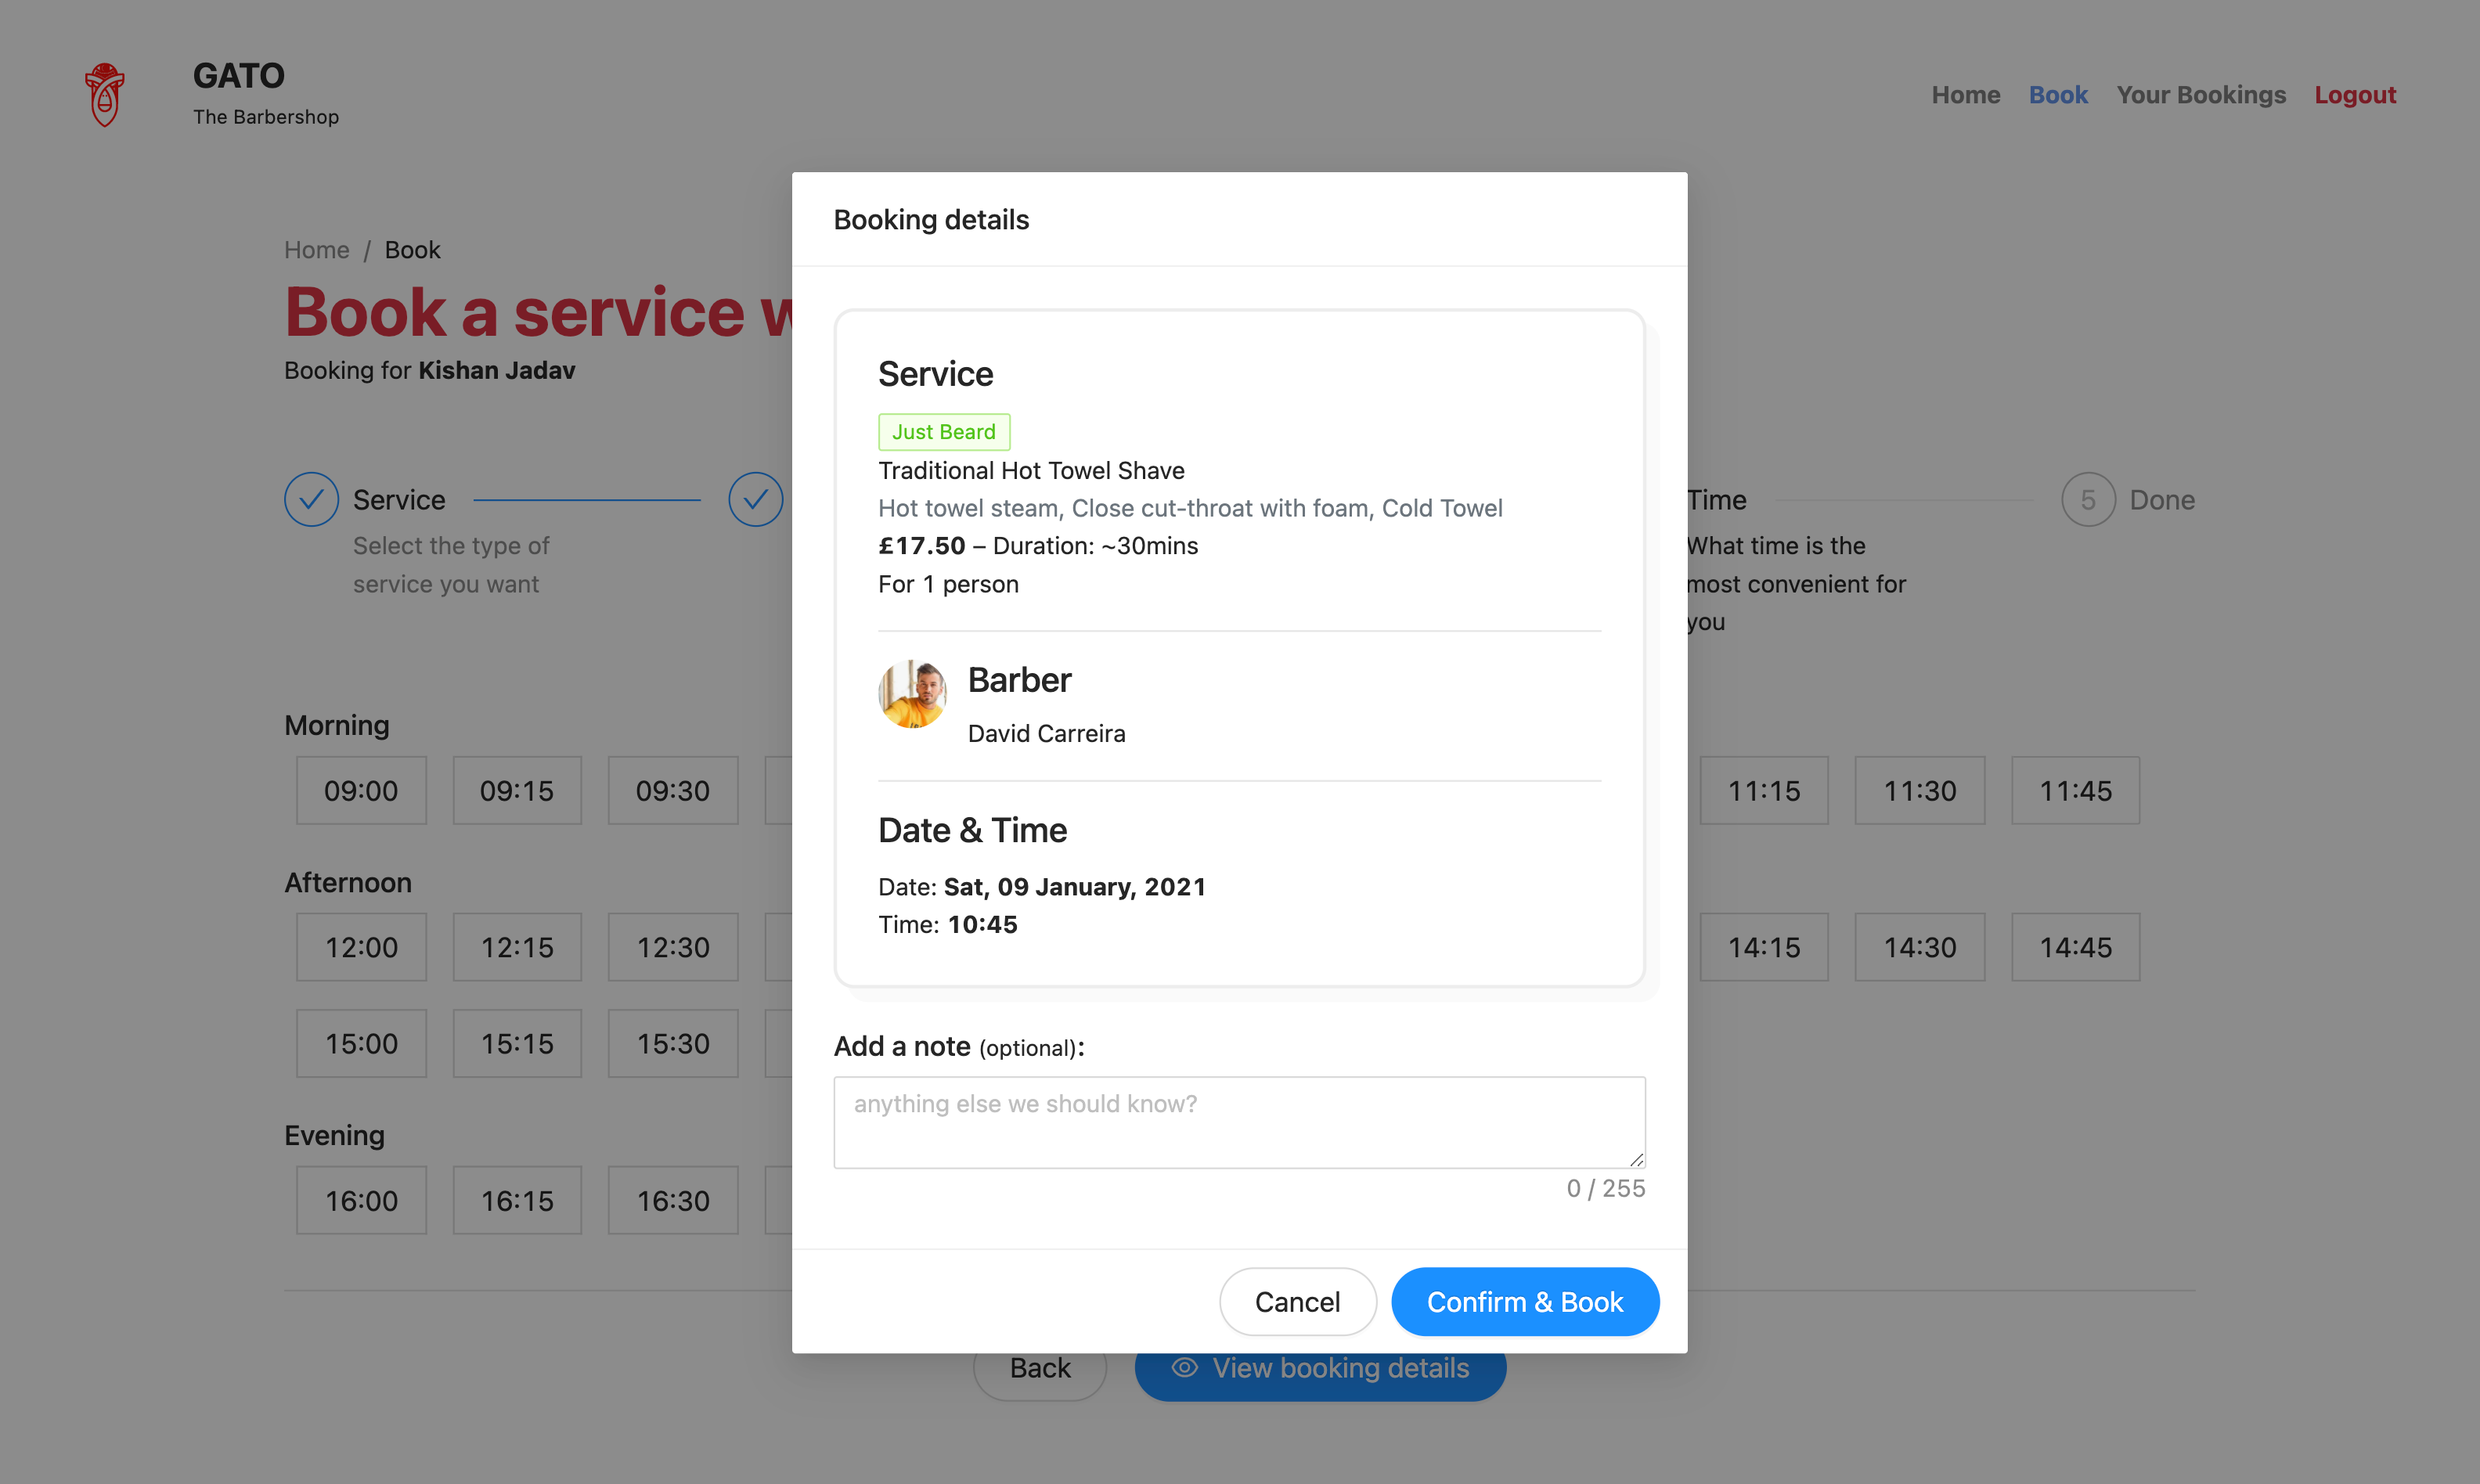 GATO
The Barbershop
Home
Book
Your Bookings
Logout
Home / Book
Book a service
Booking for Kishan Jadav
Service
Select the type of
service you want
Time
What time is the
most convenient for
you
5
Done
Morning
09:00
09:15
09:30
11:15
11:30
11:45
Afternoon
12:00
12:15
12:30
14:15
14:30
14:45
15:00
15:15
15:30
Evening
16:00
16:15
16:30
Back
View booking details
Booking details
Service
Just Beard
Traditional Hot Towel Shave
Hot towel steam, Close cut-throat with foam, Cold Towel
£17.50 – Duration: ~30mins
For 1 person
Barber
David Carreira
Date & Time
Date: Sat, 09 January, 2021
Time: 10:45
Add a note (optional):
anything else we should know?
0 / 255
Cancel
Confirm & Book